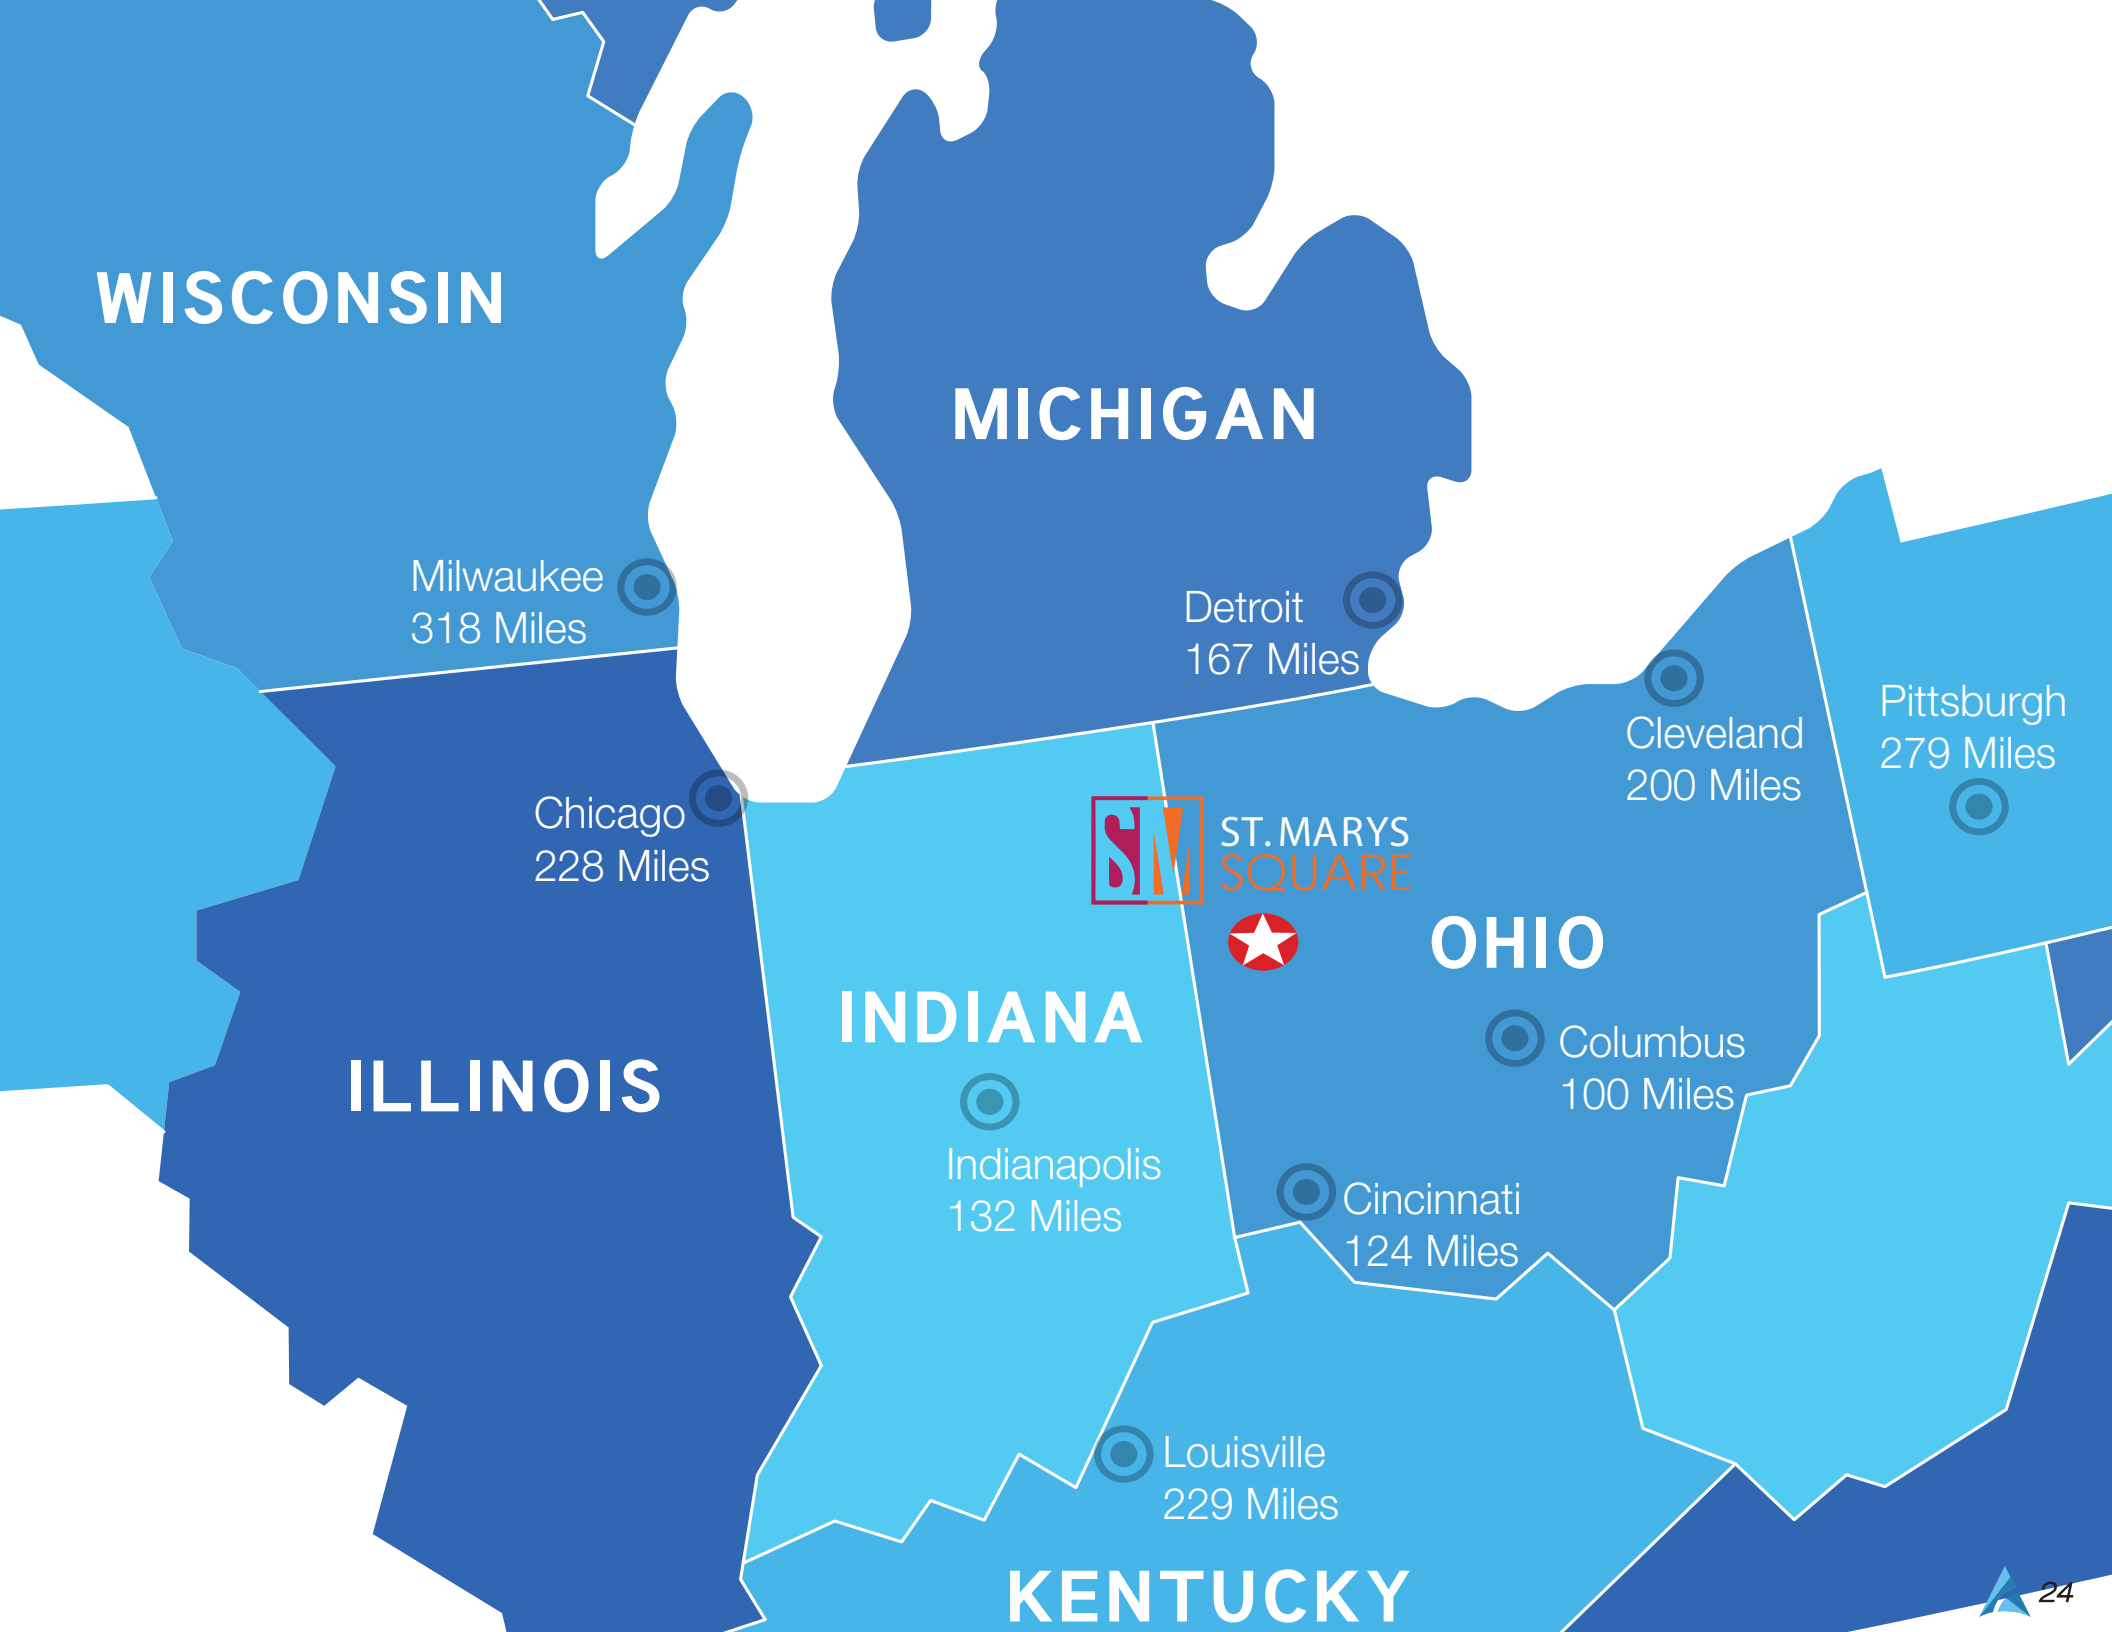 WISCONSIN
MICHIGAN
Milwaukee
318 Miles
Detroit
167 Miles
Cleveland
200 Miles
Pittsburgh
279 Miles
Chicago
228 Miles
SM
ST. MARYS
SQUARE
OHIO
INDIANA
Columbus
100 Miles
ILLINOIS
Indianapolis
132 Miles
Cincinnati
124 Miles
Louisville
229 Miles
KENTUCKY
24